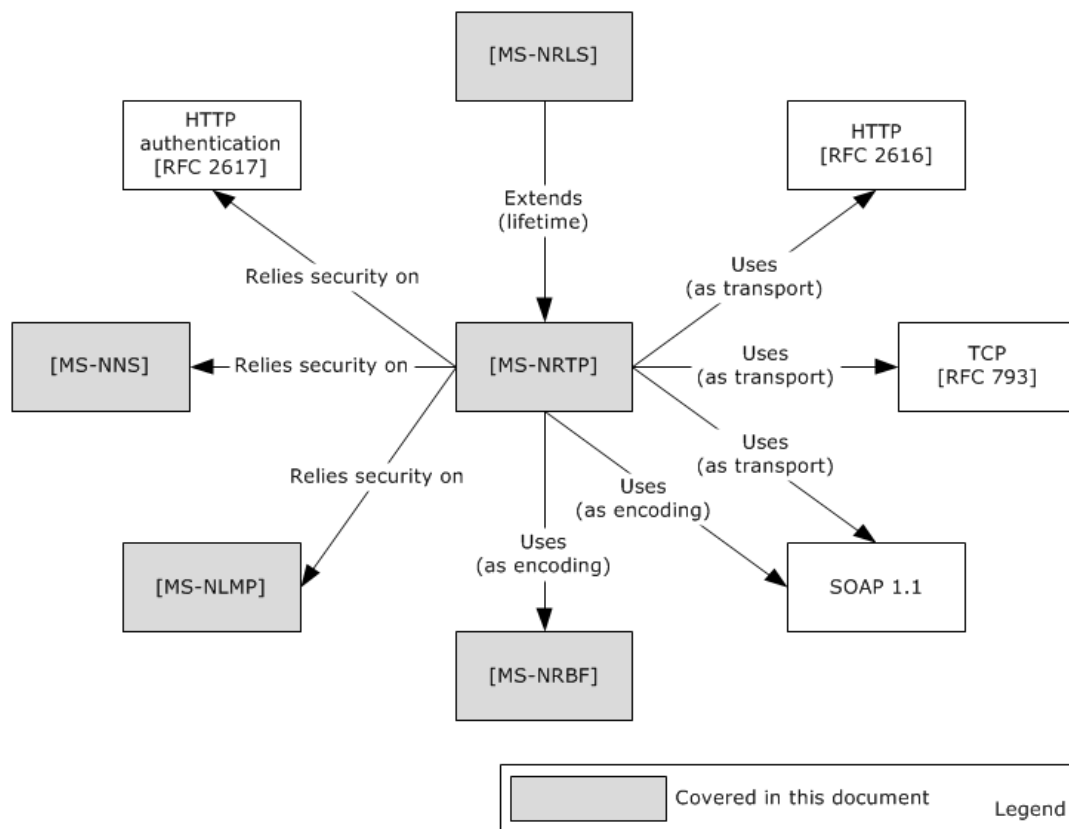 [MS-NRLS]
HTTP
authentication
[RFC 2617]
HTTP
[RFC 2616]
Extends
(lifetime)
Relies security on
Uses
(as transport)
[MS-NNS]
Relies security on
[MS-NRTP]
Uses
(as transport)
TCP
[RFC 793]
Relies security on
Uses
(as transport)
Uses
(as encoding)
Uses
(as encoding)
[MS-NLMP]
SOAP 1.1
[MS-NRBF]
Covered in this document
Legend